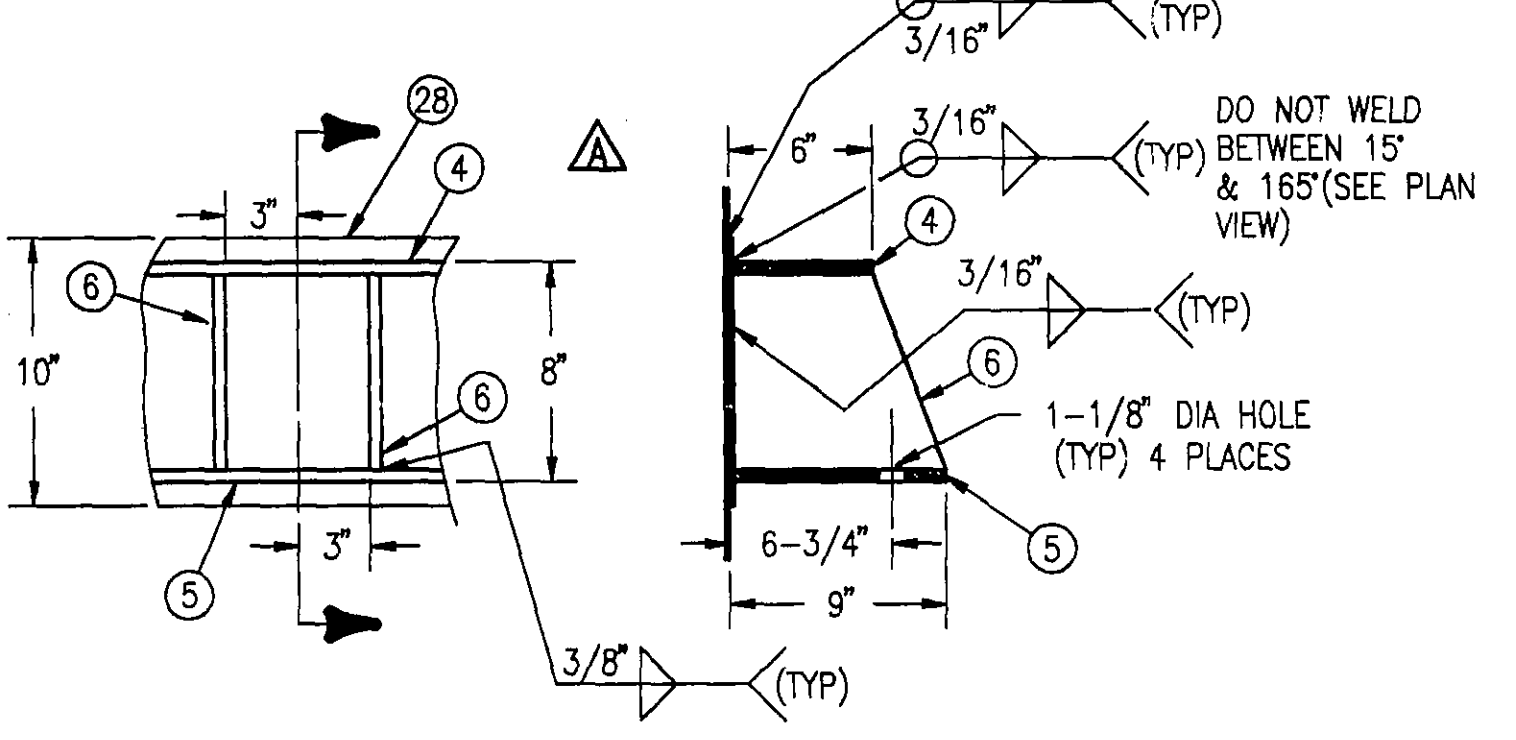 3/16"
(TYP)
28
A
3/16"
DO NOT WELD
6"
(TYP)
BETWEEN 15°
4
& 165°(SEE PLAN
3"
4
VIEW)
3/16"
6
(TYP)
10"
8"
6
6
1-1/8" DIA HOLE
(TYP) 4 PLACES
3"
6-3/4"
5
5
9"
3/8"
(TYP)